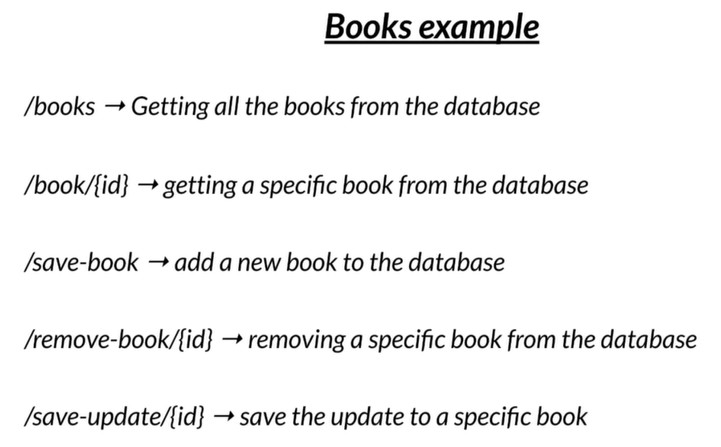 Books example
/books → Getting all the books from the database
/book/{id} → getting a specific book from the database
/save-book → add a new book to the database
/remove-book/{id} → removing a specific book from the database
/save-update/{id} → save the update to a specific book